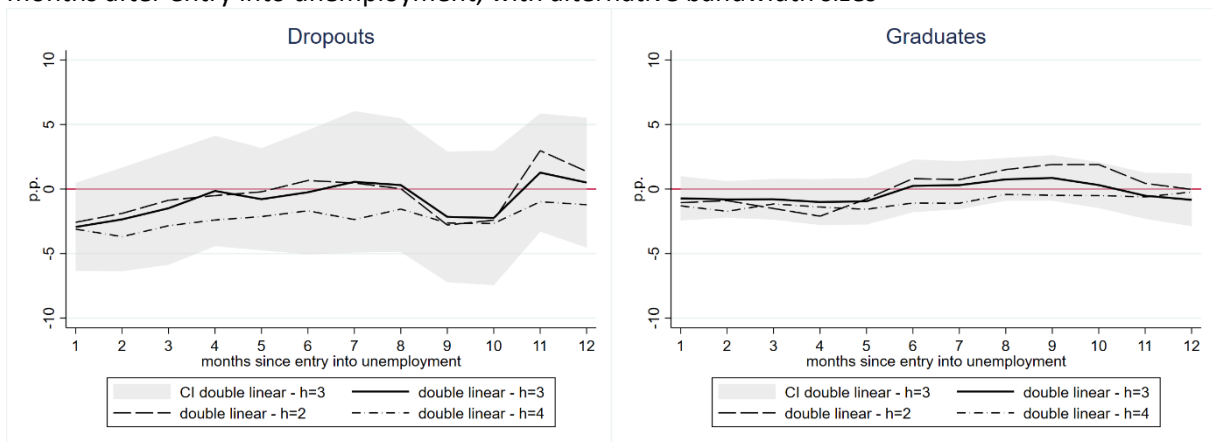 months after entry into unemployment, with alternative bandwidth sizes
Dropouts
10
5
0
-5
-10
p.p.
1 2 3 4 5 6 7 8 9 10 11 12
months since entry into unemployment
CI double linear - h=3 double linear - h=3
double linear - h=2 double linear - h=4
Graduates
10
5
0
-5
-10
p.p.
1 2 3 4 5 6 7 8 9 10 11 12
months since entry into unemployment
CI double linear - h=3 double linear - h=3
double linear - h=2 double linear - h=4